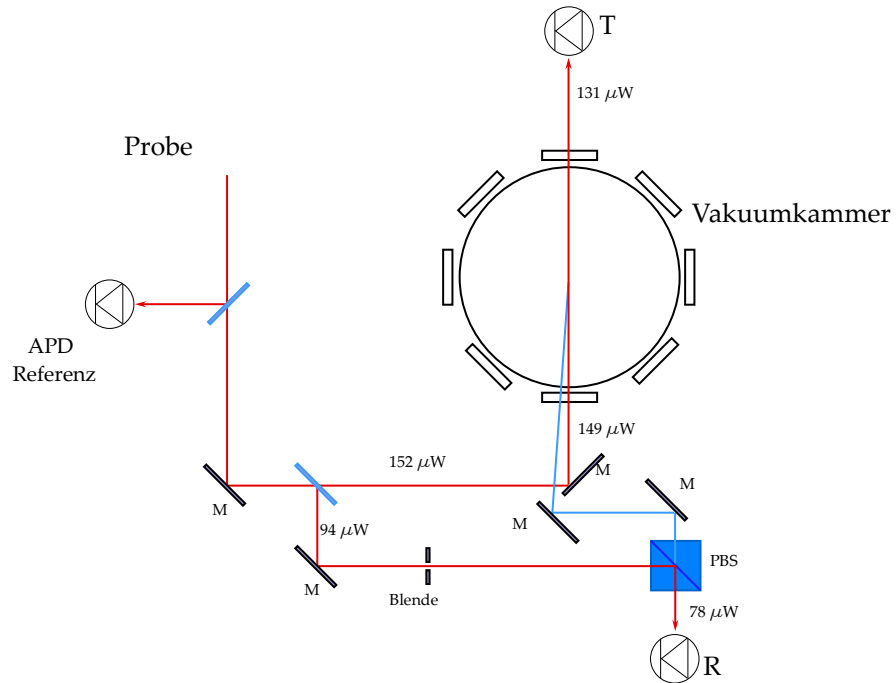 T
131 μW
Probe
Vakuumkammer
APD
Referenz
149 μW
152 μW
M
M
M
M
94 μW
PBS
M
Blende
78 μW
R